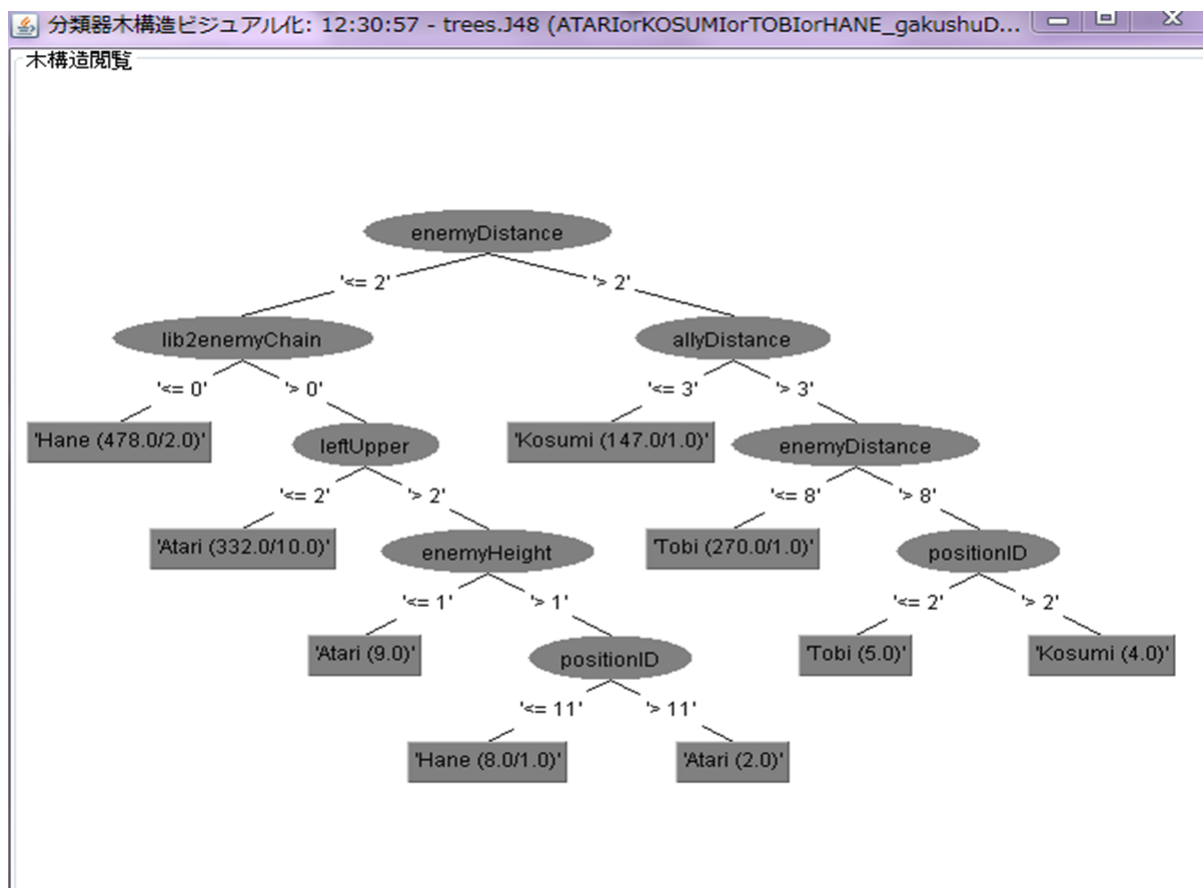 分類器木構造ビジュアル化: 12:30:57 - trees.J48 (ATARIorKOSUMIorTOBIorHANE_gakushuD...
木構造閲覧
enemyDistance
'<= 2' '> 2'
lib2enemyChain allyDistance
'<= 0' '> 0' '<= 3' '> 3'
'Hane (478.0/2.0)' leftUpper 'Kosumi (147.0/1.0)' enemyDistance
'<= 2' '> 2' '<= 8' '> 8'
'Atari (332.0/10.0)' enemyHeight 'Tobi (270.0/1.0)' positionID
'<= 1' '> 1' '<= 2' '> 2'
'Atari (9.0)' positionID 'Tobi (5.0)' 'Kosumi (4.0)'
'<= 11' '> 11'
'Hane (8.0/1.0)' 'Atari (2.0)'